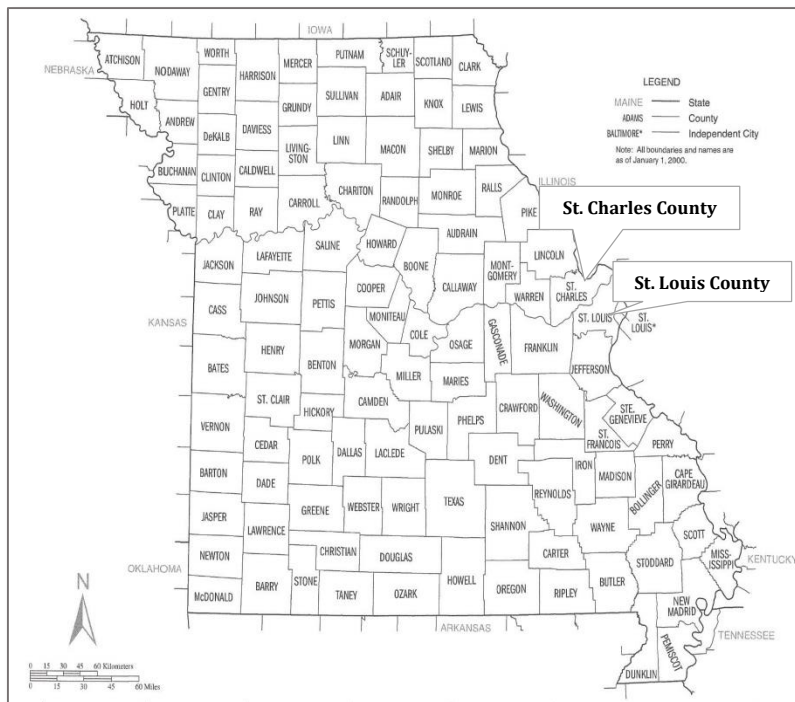 IOWA
NEBRASKA
ATCHISON
NODAWAY
WORTH
HARRISON
MERCER
PUTNAM
SCHUY-
LER
SCOTLAND
CLARK
HOLT
GENTRY
GRUNDY
SULLIVAN
ADAIR
KNOX
LEWIS
ANDREW
DeKALB
DAVIESS
LIVING-
STON
LINN
MACON
SHELBY
MARION
BUCHANAN
CLINTON
CALDWELL
CARROLL
CHARITON
RANDOLPH
MONROE
RALLS
ILLINOIS
PLATTE
CLAY
RAY
PIKE
AUDRAIN
LEGEND
MAINE
State
ADAMS
County
BALTIMORE*
Independent City
Note: All boundaries and names are
as of January 1, 2000.
St. Charles County
St. Louis County
JACKSON
LAFAYETTE
SALINE
HOWARD
BOONE
CALLAWAY
MONT-
GOMERY
LINCOLN
WARREN
ST.
CHARLES
ST. LOUIS
ST.
LOUIS*
KANSAS
CASS
JOHNSON
PETTIS
COOPER
MONITEAU
COLE
OSAGE
GASCONADE
FRANKLIN
JEFFERSON
BATES
HENRY
BENTON
MORGAN
MILLER
MARIES
ST. CLAIR
HICKORY
CAMDEN
PULASKI
PHELPS
CRAWFORD
WASHINGTON
ST.
FRANCOIS
STE.
GENEVIEVE
PERRY
VERNON
CEDAR
POLK
DALLAS
LACLEDE
DENT
IRON
MADISON
BOLLINGER
CAPE
GIRARDEAU
BARTON
DADE
GREENE
WEBSTER
WRIGHT
TEXAS
REYNOLDS
WAYNE
SCOTT
JASPER
LAWRENCE
SHANNON
MISS-
ISSIPPI
KENTUCKY
OKLAHOMA
NEWTON
CHRISTIAN
DOUGLAS
CARTER
STODDARD
McDONALD
BARRY
STONE
TANEY
OZARK
HOWELL
OREGON
RIPLEY
BUTLER
NEW
MADRID
ARKANSAS
TENNESSEE
PEMISCOT
DUNKLIN
N
0 15 30 45 60 Kilometers
0 15 30 45 60 Miles